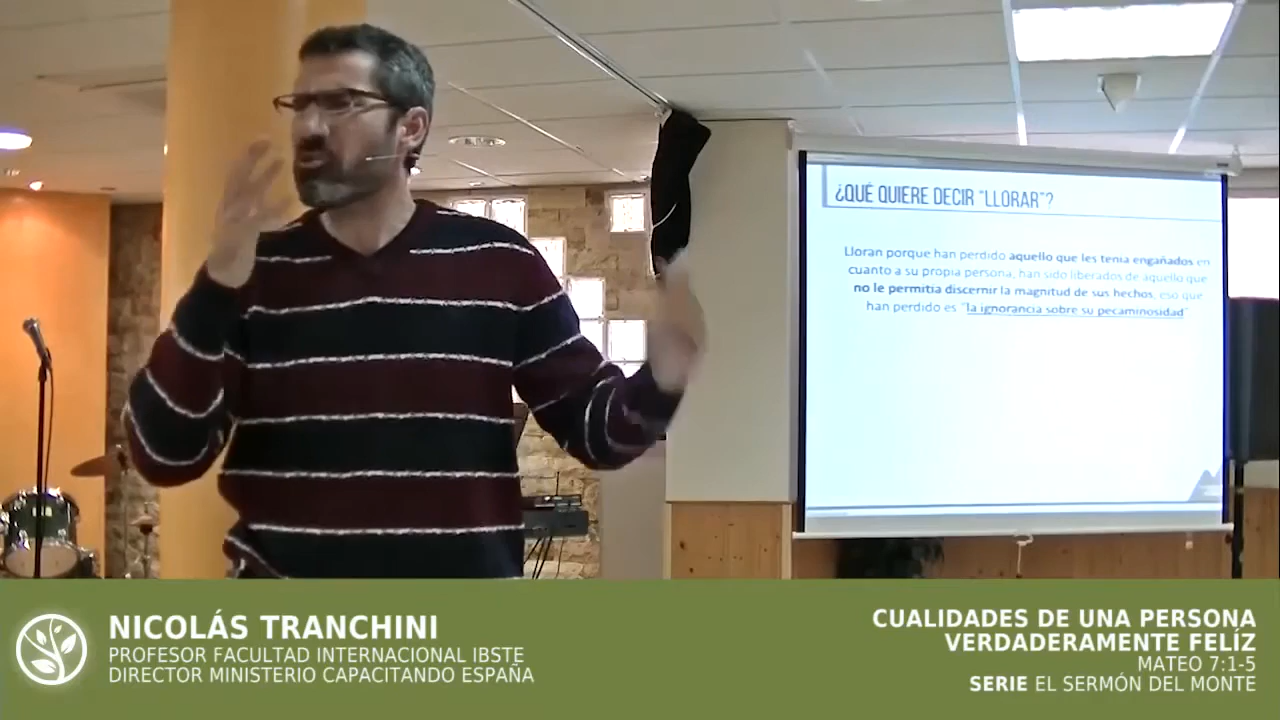 ¿QUÉ QUIERE DECIR "LLORAR"?
Lloran porque han perdido aquello que les tenia engañados en
cuanto a su propia persona, han sido liberados de aquello que
no le permitia discernir la magnitud de sus hechos, eso que
han perdido es "la ignorancia sobre su pecaminosidad"
NICOLÁS TRANCHINI
PROFESOR FACULTAD INTERNACIONAL IBSTE
DIRECTOR MINISTERIO CAPACITANDO ESPAÑA
CUALIDADES DE UNA PERSONA
VERDADERAMENTE FELÍZ
MATEO 7:1-5
SERIE EL SERMÓN DEL MONTE